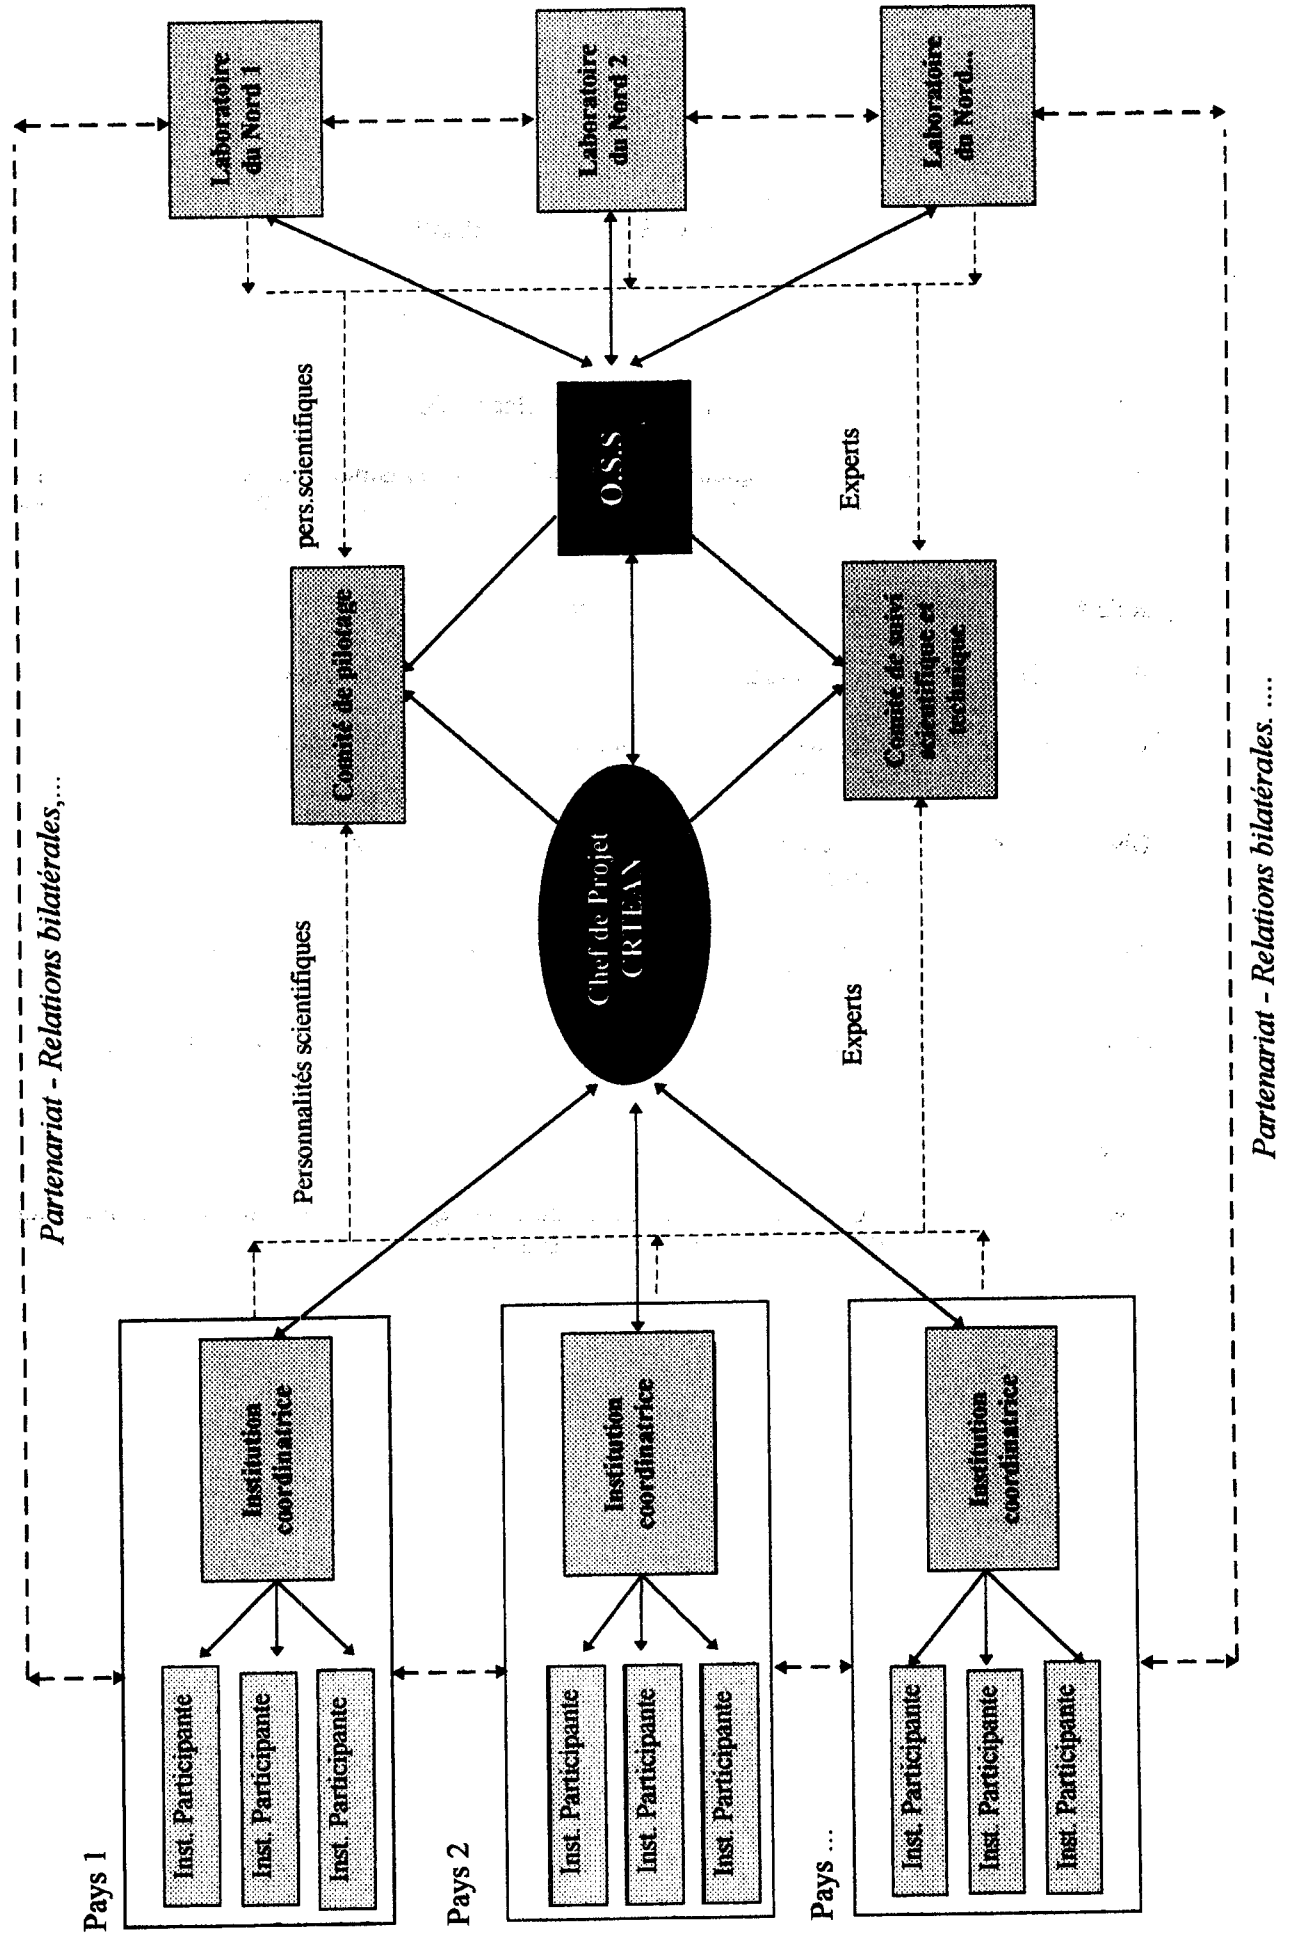 Partenariat - Relations bilatérales,...
Pays 1
Inst. Participante
Inst. Participante
Inst. Participante
Institution
coordinatrice
Personnalités scientifiques
Comité de pilotage
pers.scientifiques
Laboratoire
du Nord 1
Pays 2
Inst. Participante
Inst. Participante
Inst. Participante
Institution
coordinatrice
Chef de Projet
CRTEAN
O.S.S
Laboratoire
du Nord 2
Pays ...
Inst. Participante
Inst. Participante
Inst. Participante
Institution
coordinatrice
Experts
Comité de suivi
scientifique et
technique
Experts
Laboratoire
du Nord...
Partenariat - Relations bilatérales. ....